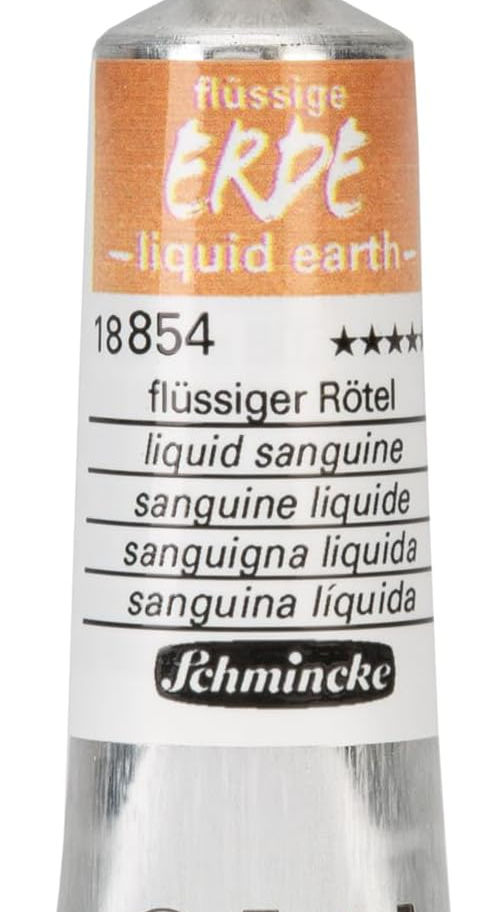 flüssige
ERDE
-liquid earth-
18854 ★★★★★
flüssiger Rötel
liquid sanguine
sanguine liquide
sanguigna liquida
sanguina líquida
Schmincke